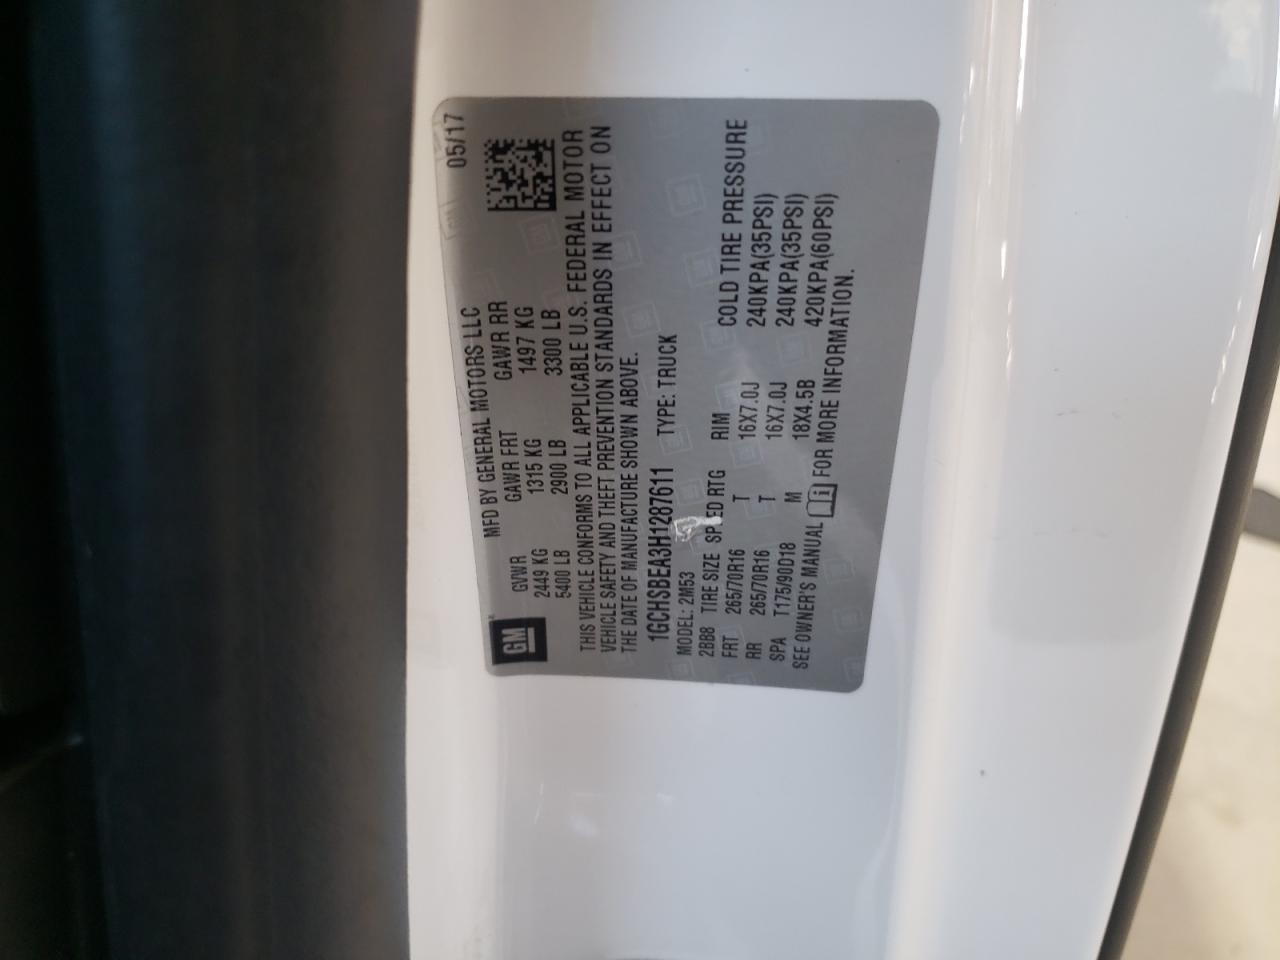 05/17
MFD BY GENERAL MOTORS LLC
GM
GVWR GAWR FRT GAWR RR
2449 KG 1315 KG 1497 KG
5400 LB 2900 LB 3300 LB
THIS VEHICLE CONFORMS TO ALL APPLICABLE U.S. FEDERAL MOTOR
VEHICLE SAFETY AND THEFT PREVENTION STANDARDS IN EFFECT ON
THE DATE OF MANUFACTURE SHOWN ABOVE.
1GCHSBEA3H1287611 TYPE: TRUCK
MODEL: 2M53
2BB8 TIRE SIZE SPEED RTG RIM COLD TIRE PRESSURE
FRT 265/70R16 T 16X7.0J 240KPA(35PSI)
RR 265/70R16 T 16X7.0J 240KPA(35PSI)
SPA T175/90D18 M 18X4.5B 420KPA(60PSI)
SEE OWNER'S MANUAL i FOR MORE INFORMATION.